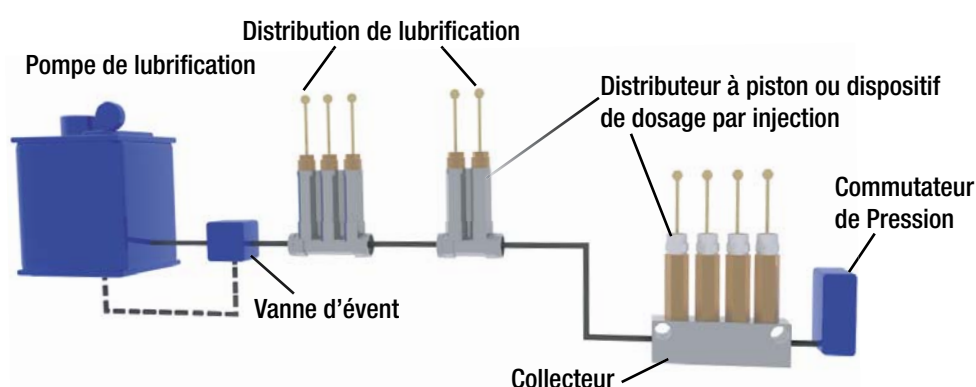 Distribution de lubrification
Pompe de lubrification
Distributeur à piston ou dispositif
de dosage par injection
Commutateur
de Pression
Vanne d’évent
Collecteur